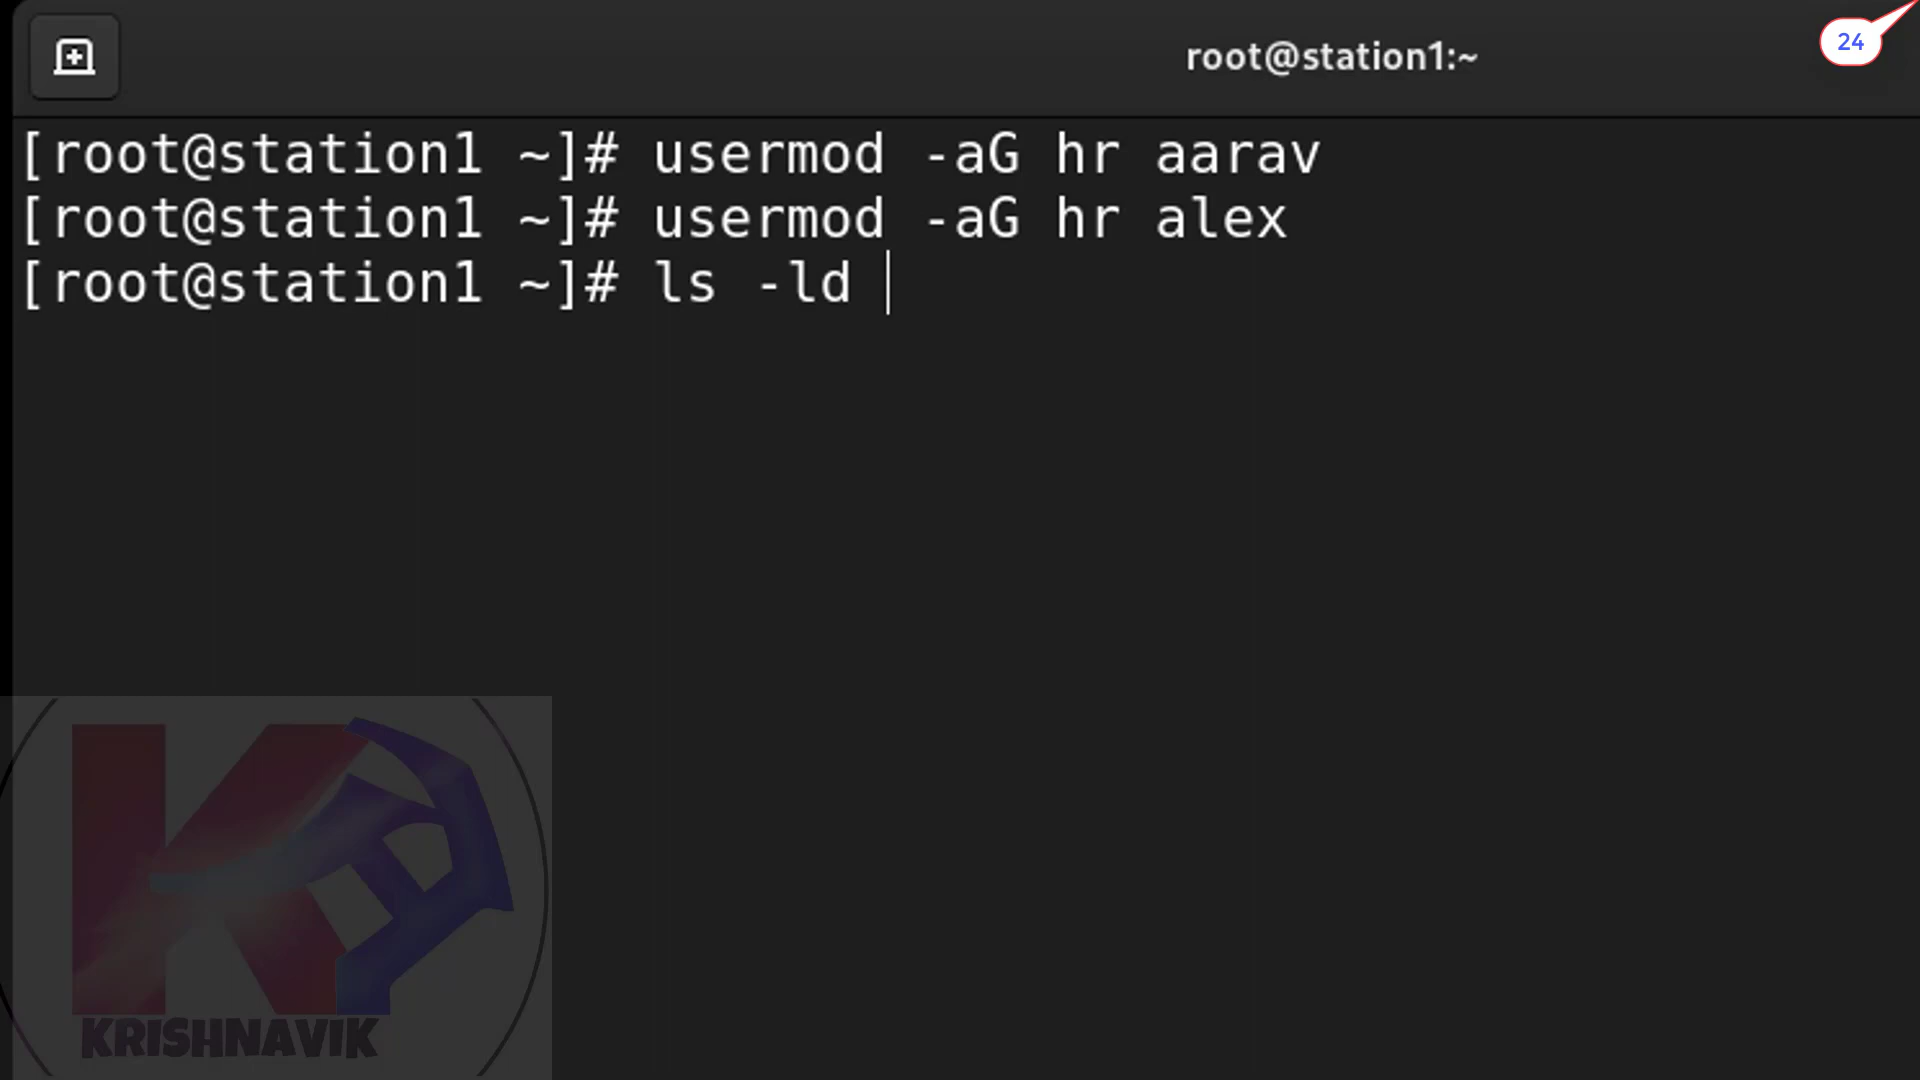 root@station1:~
24
[root@station1 ~]# usermod -aG hr aarav
[root@station1 ~]# usermod -aG hr alex
[root@station1 ~]# ls -ld
KRISHNAVIK